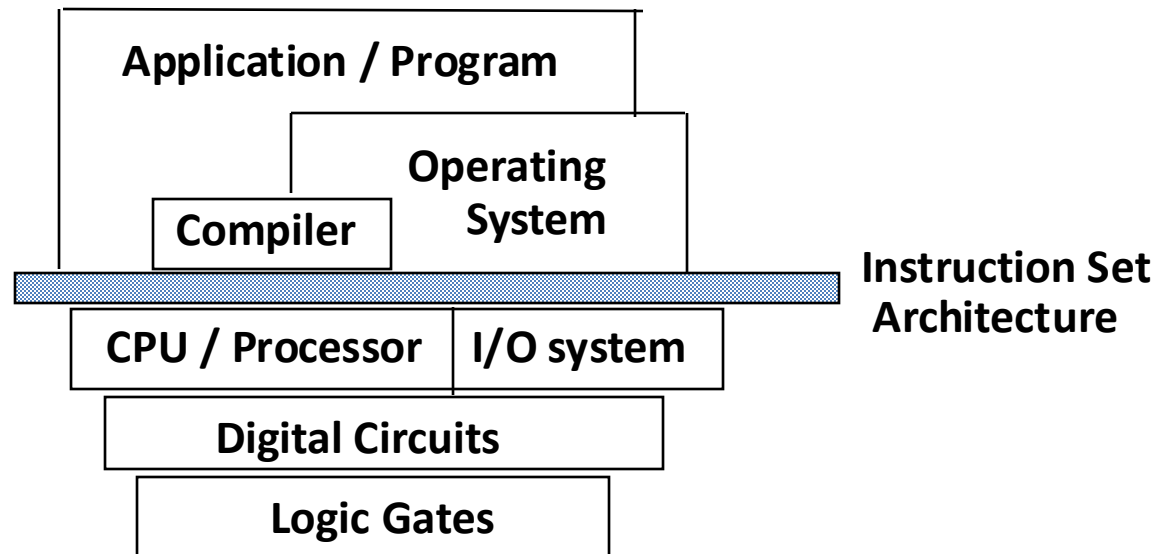 Application / Program
Operating
System
Compiler
Instruction Set
Architecture
CPU / Processor
I/O system
Digital Circuits
Logic Gates